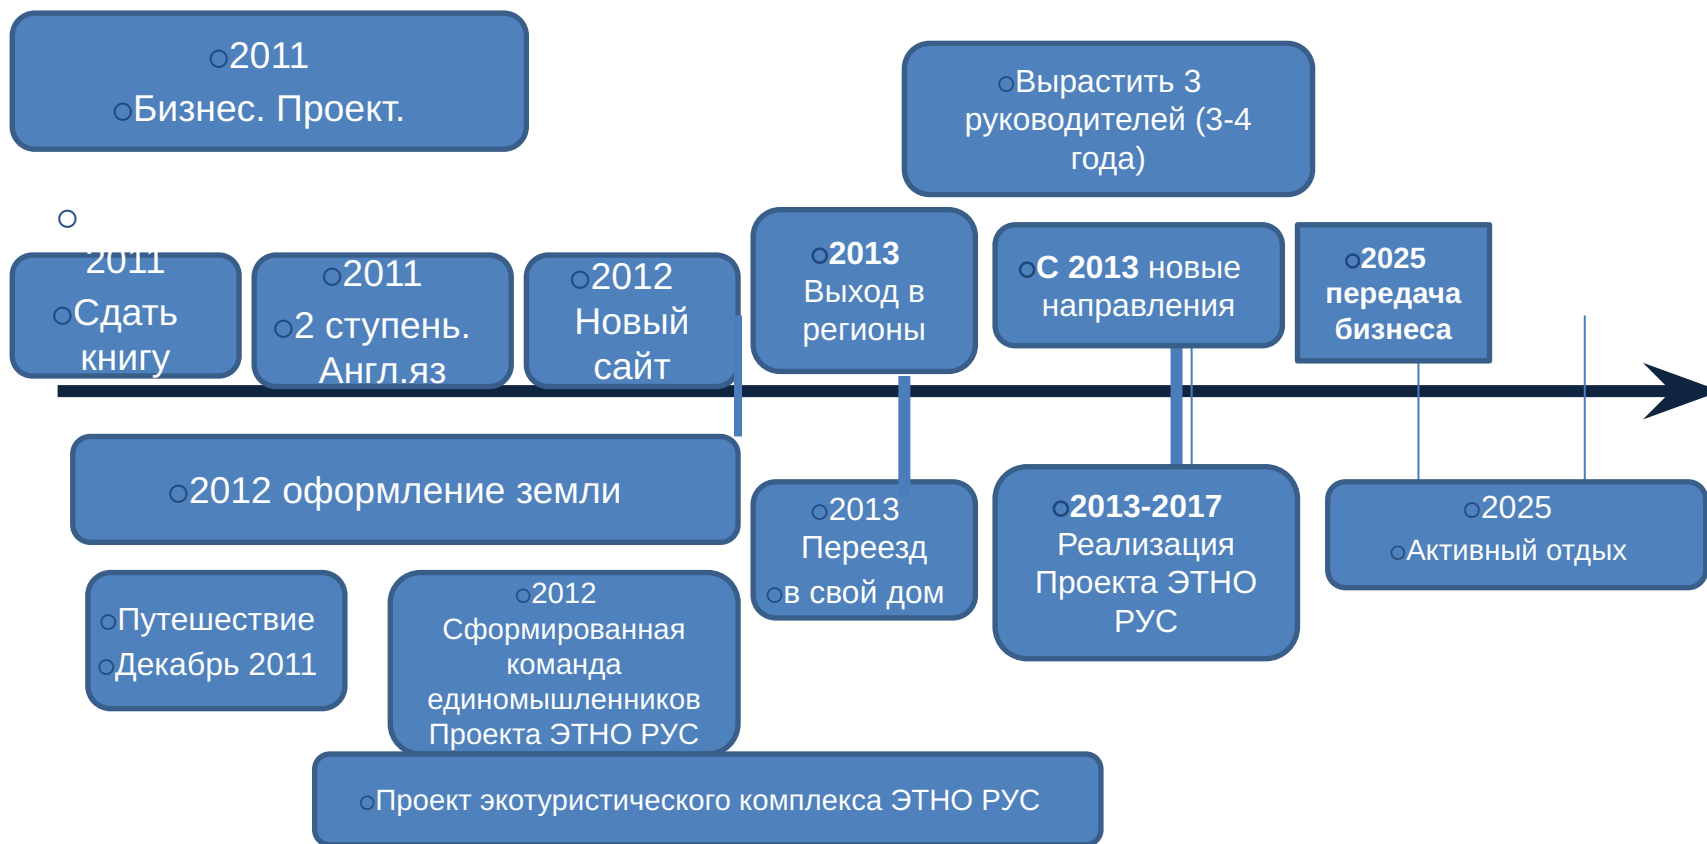 2011
Бизнес. Проект.
Вырастить 3
руководителей (3-4
года)
2011
Сдать
книгу
2011
2 ступень.
Англ.яз
2012
Новый
сайт
2013
Выход в
регионы
С 2013 новые
направления
2025
передача
бизнеса
2012 оформление земли
2013
Переезд
в свой дом
2013-2017
Реализация
Проекта ЭТНО
РУС
2025
Активный отдых
Путешествие
Декабрь 2011
2012
Сформированная
команда
единомышленников
Проекта ЭТНО РУС
Проект экотуристического комплекса ЭТНО РУС